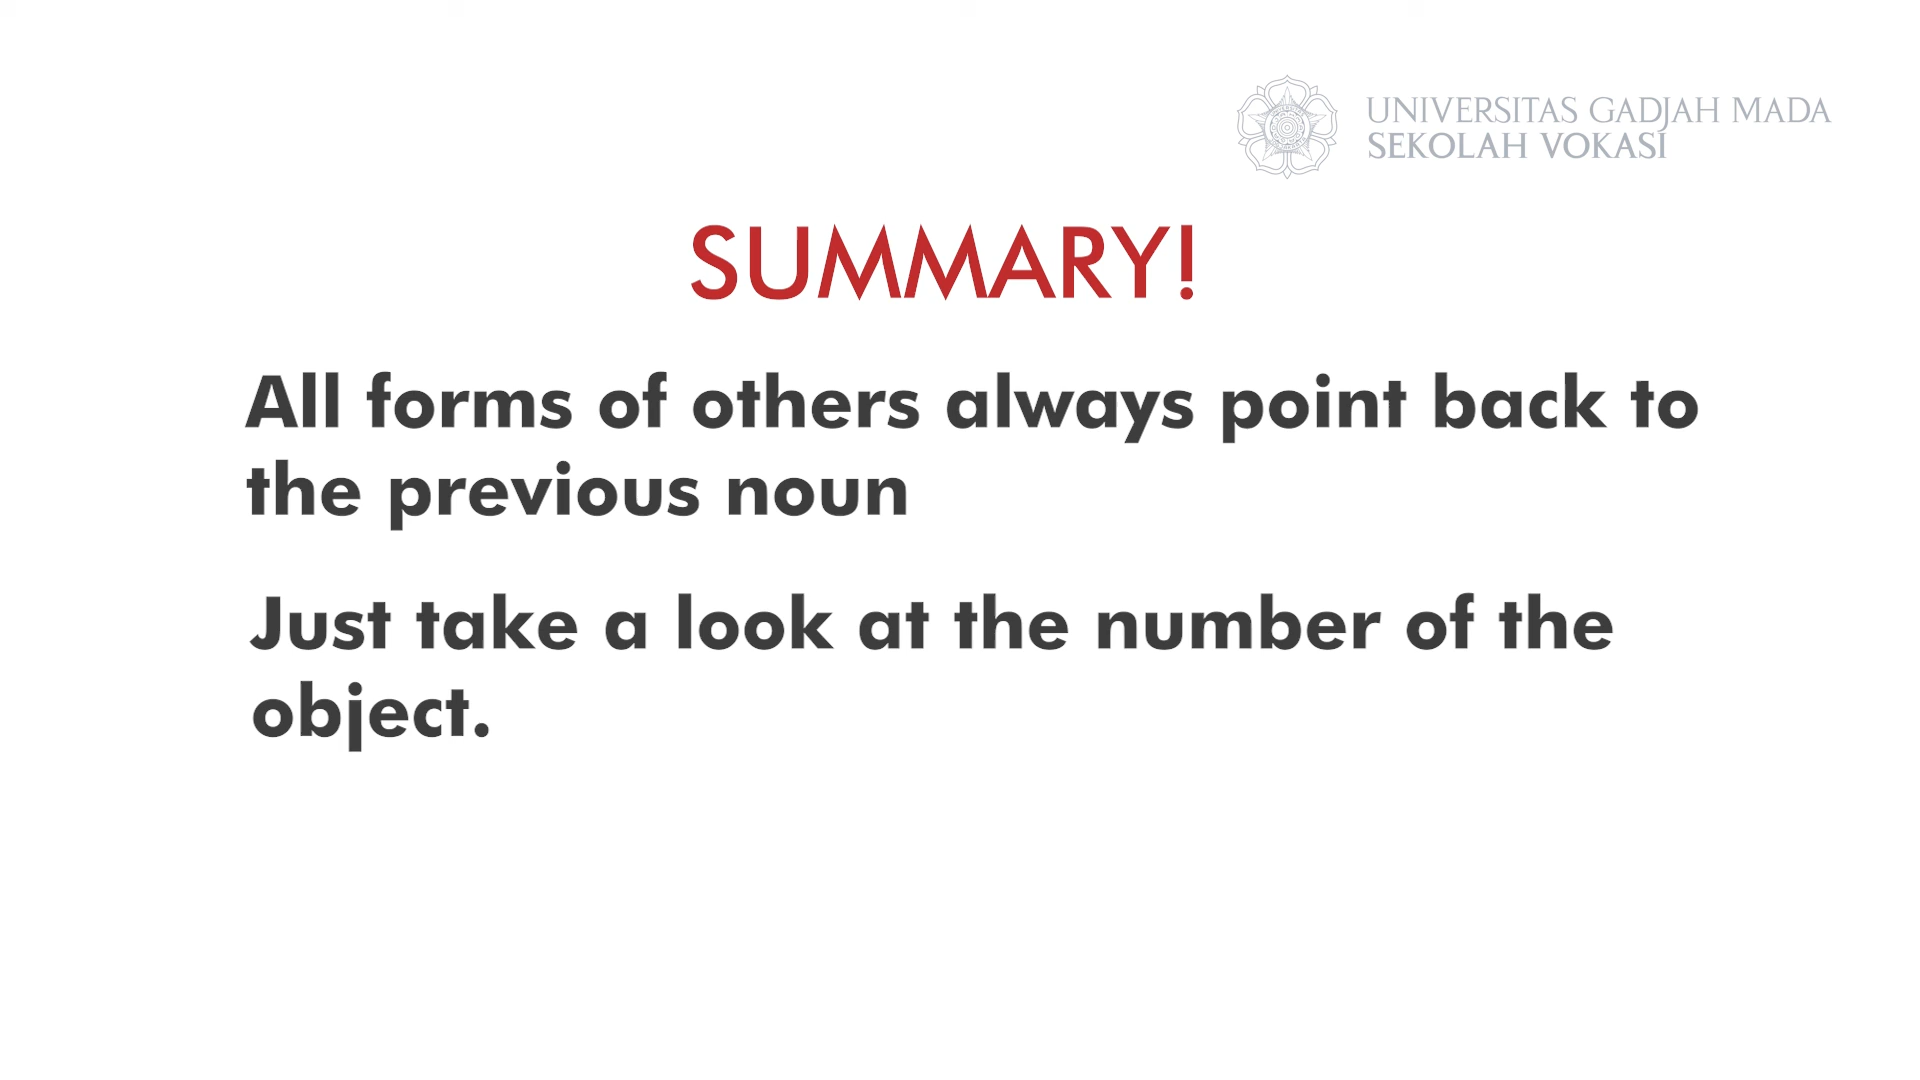 UNIVERSITAS GADJAH MADA
SEKOLAH VOKASI
SUMMARY!
All forms of others always point back to
the previous noun
Just take a look at the number of the
object.